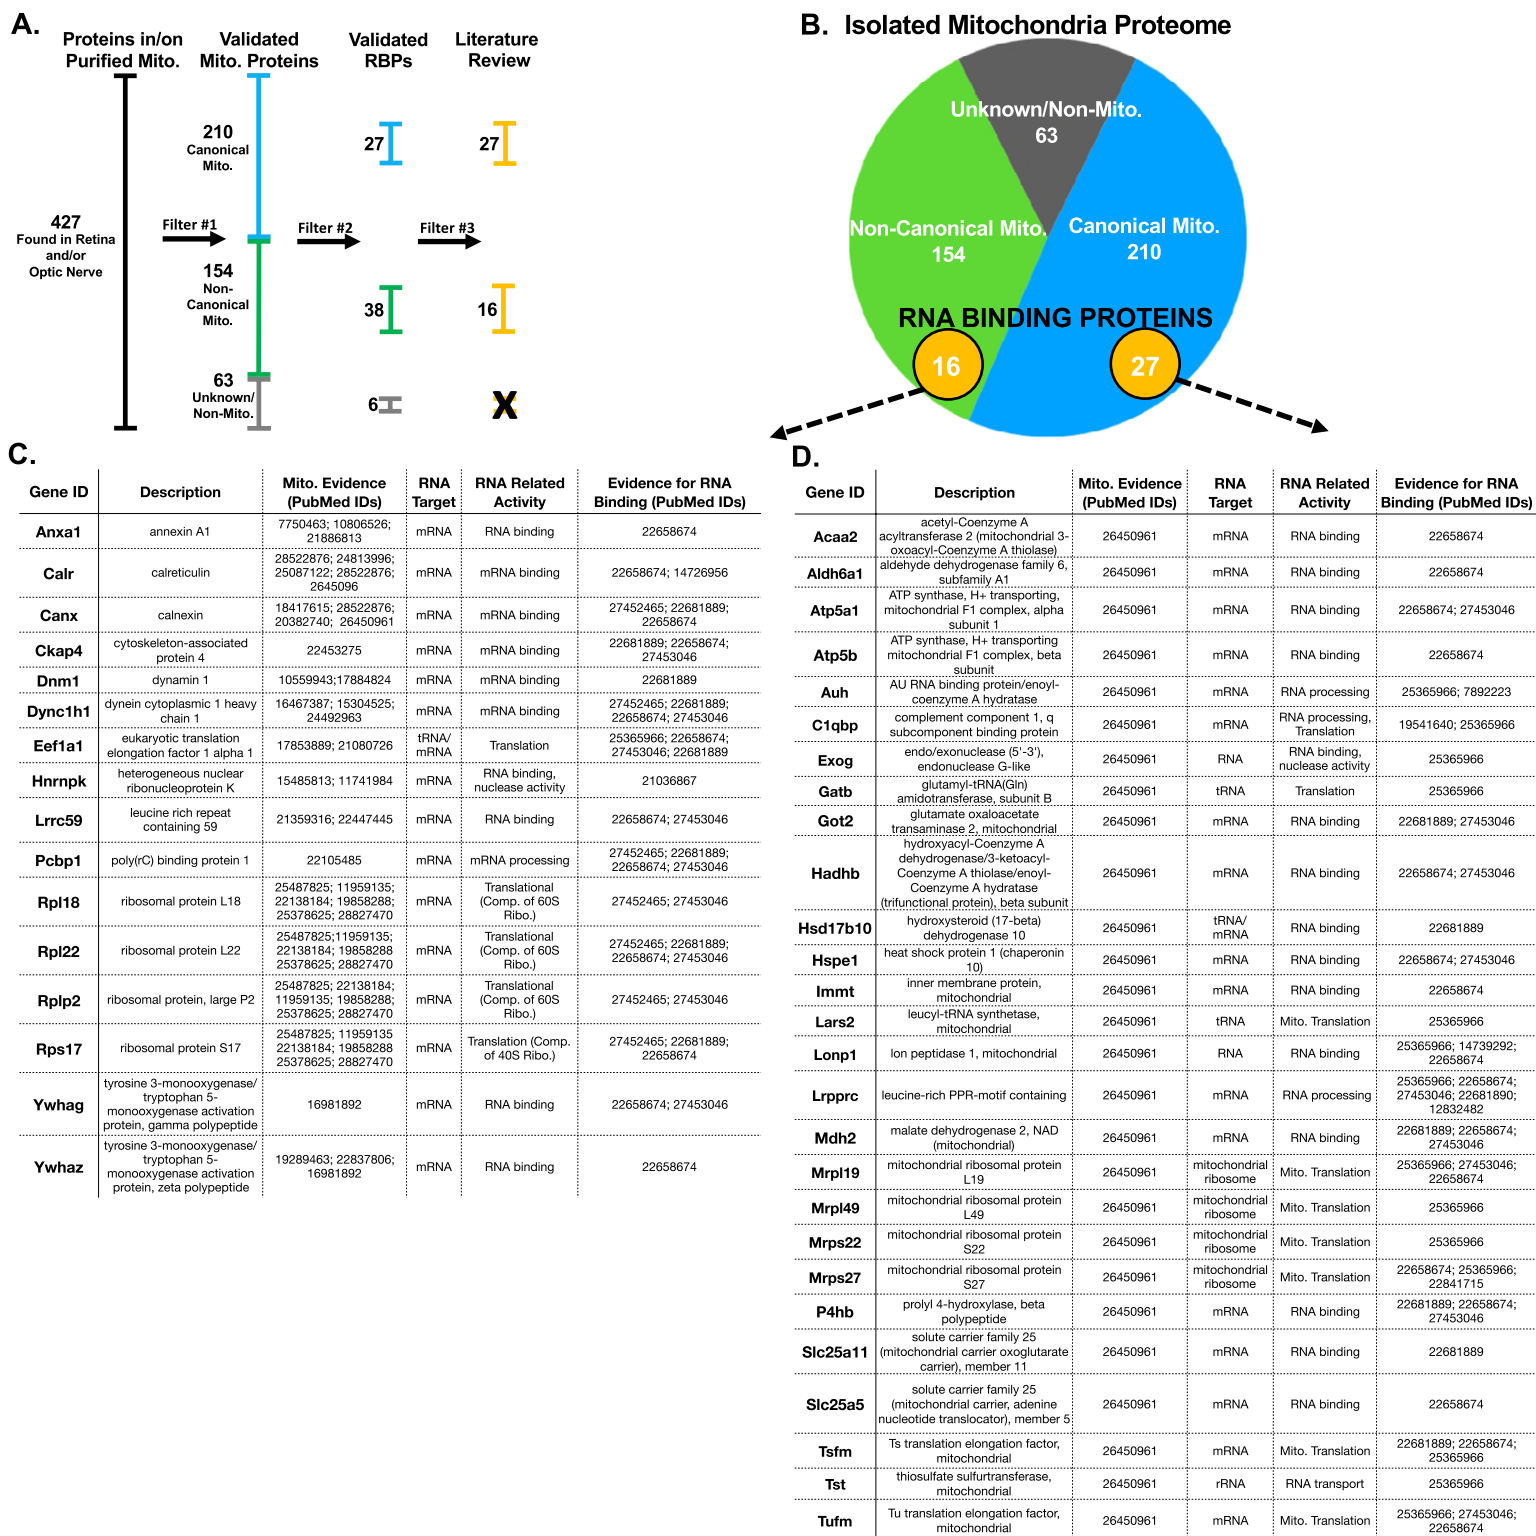 A.
Proteins in/on
Purified Mito.
Validated
Mito. Proteins
Validated
RBPs
Literature
Review
210
Canonical
Mito.
27
27
427
Found in Retina
and/or
Optic Nerve
Filter #1
Filter #2
Filter #3
154
Non-
Canonical
Mito.
38
16
63
Unknown/
Non-Mito.
6
X
B. Isolated Mitochondria Proteome
Unknown/Non-Mito.
63
Non-Canonical Mito.
154
Canonical Mito.
210
RNA BINDING PROTEINS
16
27
C.
Gene ID
Description
Mito. Evidence
(PubMed IDs)
RNA
Target
RNA Related
Activity
Evidence for RNA
Binding (PubMed IDs)
Anxa1
annexin A1
7750463; 10806526;
21886813
mRNA
RNA binding
22658674
Calr
calreticulin
28522876; 24813996;
25087122; 28522876;
2645096
mRNA
mRNA binding
22658674; 14726956
Canx
calnexin
18417615; 28522876;
20382740; 26450961
mRNA
mRNA binding
27452465; 22681889;
22658674
Ckap4
cytoskeleton-associated
protein 4
22453275
mRNA
mRNA binding
22681889; 22658674;
27453046
Dnm1
dynamin 1
10559943;17884824
mRNA
mRNA binding
22681889
Dync1h1
dynein cytoplasmic 1 heavy
chain 1
16467387; 15304525;
24492963
mRNA
mRNA binding
27452465; 22681889;
22658674; 27453046
Eef1a1
eukaryotic translation
elongation factor 1 alpha 1
17853889; 21080726
tRNA/
mRNA
Translation
25365966; 22658674;
27453046; 22681889
Hnrnpk
heterogeneous nuclear
ribonucleoprotein K
15485813; 11741984
mRNA
RNA binding,
nuclease activity
21036867
Lrrc59
leucine rich repeat
containing 59
21359316; 22447445
mRNA
RNA binding
22658674; 27453046
Pcbp1
poly(rC) binding protein 1
22105485
mRNA
mRNA processing
27452465; 22681889;
22658674; 27453046
Rpl18
ribosomal protein L18
25487825; 11959135;
22138184; 19858288;
25378625; 28827470
mRNA
Translational
(Comp. of 60S
Ribo.)
27452465; 27453046
Rpl22
ribosomal protein L22
25487825;11959135;
22138184; 19858288
25378625; 28827470
mRNA
Translational
(Comp. of 60S
Ribo.)
27452465; 22681889;
22658674; 27453046
Rplp2
ribosomal protein, large P2
25487825; 22138184;
11959135; 19858288;
25378625; 28827470
mRNA
Translational
(Comp. of 60S
Ribo.)
27452465; 27453046
Rps17
ribosomal protein S17
25487825; 11959135
22138184; 19858288
25378625; 28827470
mRNA
Translation (Comp.
of 40S Ribo.)
27452465; 22681889;
22658674
Ywhag
tyrosine 3-monooxygenase/
tryptophan 5-
monooxygenase activation
protein, gamma polypeptide
16981892
mRNA
RNA binding
22658674; 27453046
Ywhaz
tyrosine 3-monooxygenase/
tryptophan 5-
monooxygenase activation
protein, zeta polypeptide
19289463; 22837806;
16981892
mRNA
RNA binding
22658674
D.
Gene ID
Description
Mito. Evidence
(PubMed IDs)
RNA
Target
RNA Related
Activity
Evidence for RNA
Binding (PubMed IDs)
Acaa2
acetyl-Coenzyme A
acyltransferase 2 (mitochondrial 3-
oxoacyl-Coenzyme A thiolase)
26450961
mRNA
RNA binding
22658674
Aldh6a1
aldehyde dehydrogenase family 6,
subfamily A1
26450961
mRNA
RNA binding
22658674
Atp5a1
ATP synthase, H+ transporting,
mitochondrial F1 complex, alpha
subunit 1
26450961
mRNA
RNA binding
22658674; 27453046
Atp5b
ATP synthase, H+ transporting
mitochondrial F1 complex, beta
subunit
26450961
mRNA
RNA binding
22658674
Auh
AU RNA binding protein/enoyl-
coenzyme A hydratase
26450961
mRNA
RNA processing
25365966; 7892223
C1qbp
complement component 1, q
subcomponent binding protein
26450961
mRNA
RNA processing,
Translation
19541640; 25365966
Exog
endo/exonuclease (5'-3'),
endonuclease G-like
26450961
RNA
RNA binding,
nuclease activity
25365966
Gatb
glutamyl-tRNA(Gln)
amidotransferase, subunit B
26450961
tRNA
Translation
25365966
Got2
glutamate oxaloacetate
transaminase 2, mitochondrial
26450961
mRNA
RNA binding
22681889; 27453046
Hadhb
hydroxyacyl-Coenzyme A
dehydrogenase/3-ketoacyl-
Coenzyme A thiolase/enoyl-
Coenzyme A hydratase
(trifunctional protein), beta subunit
26450961
mRNA
RNA binding
22658674; 27453046
Hsd17b10
hydroxysteroid (17-beta)
dehydrogenase 10
26450961
tRNA/
mRNA
RNA binding
22681889
Hspe1
heat shock protein 1 (chaperonin
10)
26450961
mRNA
RNA binding
22658674; 27453046
Immt
inner membrane protein,
mitochondrial
26450961
mRNA
RNA binding
22658674
Lars2
leucyl-tRNA synthetase,
mitochondrial
26450961
tRNA
Mito. Translation
25365966
Lonp1
lon peptidase 1, mitochondrial
26450961
RNA
RNA binding
25365966; 14739292;
22658674
Lrpprc
leucine-rich PPR-motif containing
26450961
mRNA
RNA processing
25365966; 22658674;
27453046; 22681890;
12832482
Mdh2
malate dehydrogenase 2, NAD
(mitochondrial)
26450961
mRNA
RNA binding
22681889; 22658674;
27453046
Mrpl19
mitochondrial ribosomal protein
L19
26450961
mitochondrial
ribosome
Mito. Translation
25365966; 27453046;
22658674
Mrpl49
mitochondrial ribosomal protein
L49
26450961
mitochondrial
ribosome
Mito. Translation
25365966
Mrps22
mitochondrial ribosomal protein
S22
26450961
mitochondrial
ribosome
Mito. Translation
25365966
Mrps27
mitochondrial ribosomal protein
S27
26450961
mitochondrial
ribosome
Mito. Translation
22658674; 25365966;
22841715
P4hb
prolyl 4-hydroxylase, beta
polypeptide
26450961
mRNA
RNA binding
22681889; 22658674;
27453046
Slc25a11
solute carrier family 25
(mitochondrial carrier oxoglutarate
carrier), member 11
26450961
mRNA
RNA binding
22681889
Slc25a5
solute carrier family 25
(mitochondrial carrier, adenine
nucleotide translocator), member 5
26450961
mRNA
RNA binding
22658674
Tsfm
Ts translation elongation factor,
mitochondrial
26450961
mRNA
Mito. Translation
22681889; 22658674;
25365966
Tst
thiosulfate sulfurtransferase,
mitochondrial
26450961
rRNA
RNA transport
25365966
Tufm
Tu translation elongation factor,
mitochondrial
26450961
mRNA
Mito. Translation
25365966; 27453046;
22658674